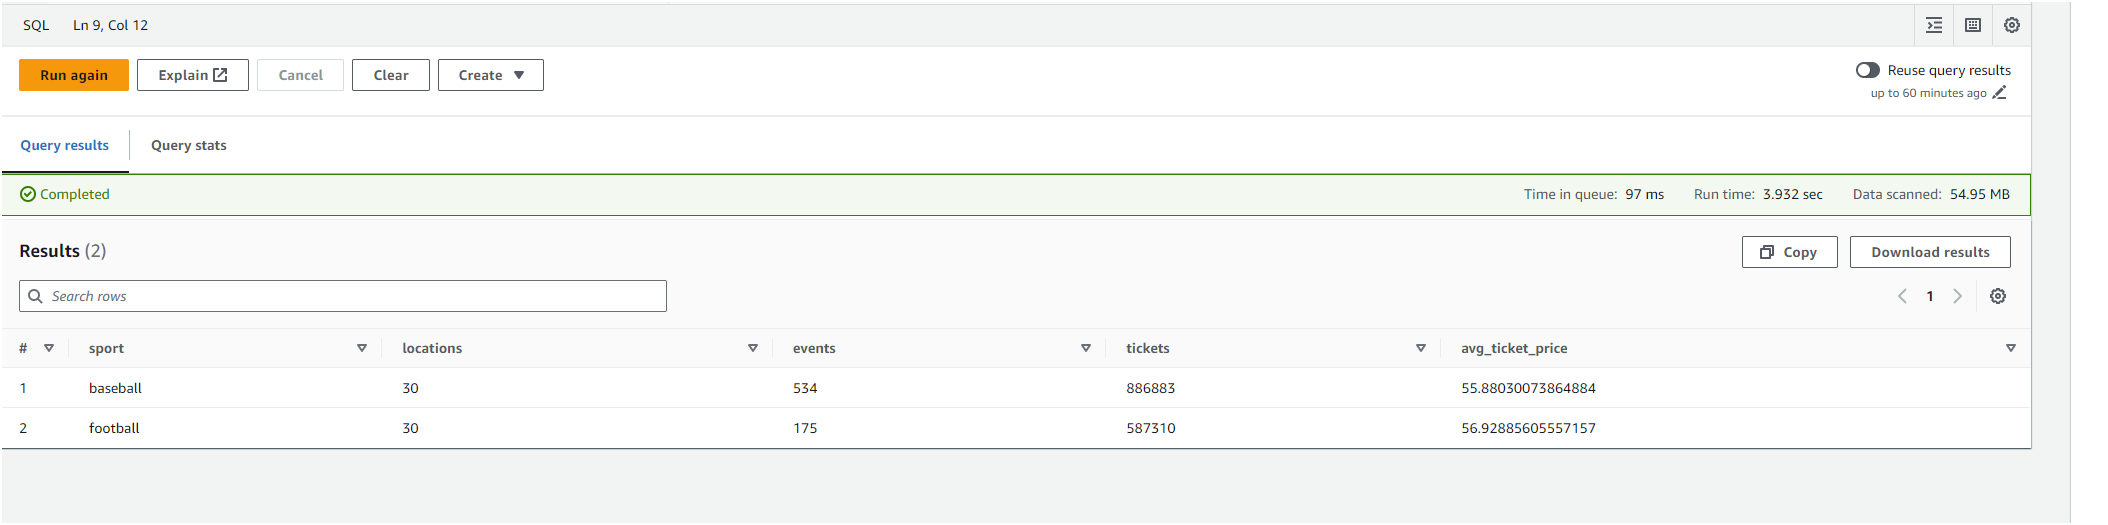 SQL Ln 9, Col 12
Run again Explain Cancel Clear Create Reuse query results
up to 60 minutes ago
Query results Query stats
Completed Time in queue: 97 ms Run time: 3.932 sec Data scanned: 54.95 MB
Results (2) Copy Download results
Search rows 1
# sport locations events tickets avg_ticket_price
1 baseball 30 534 886883 55.88030073864884
2 football 30 175 587310 56.92885605557157